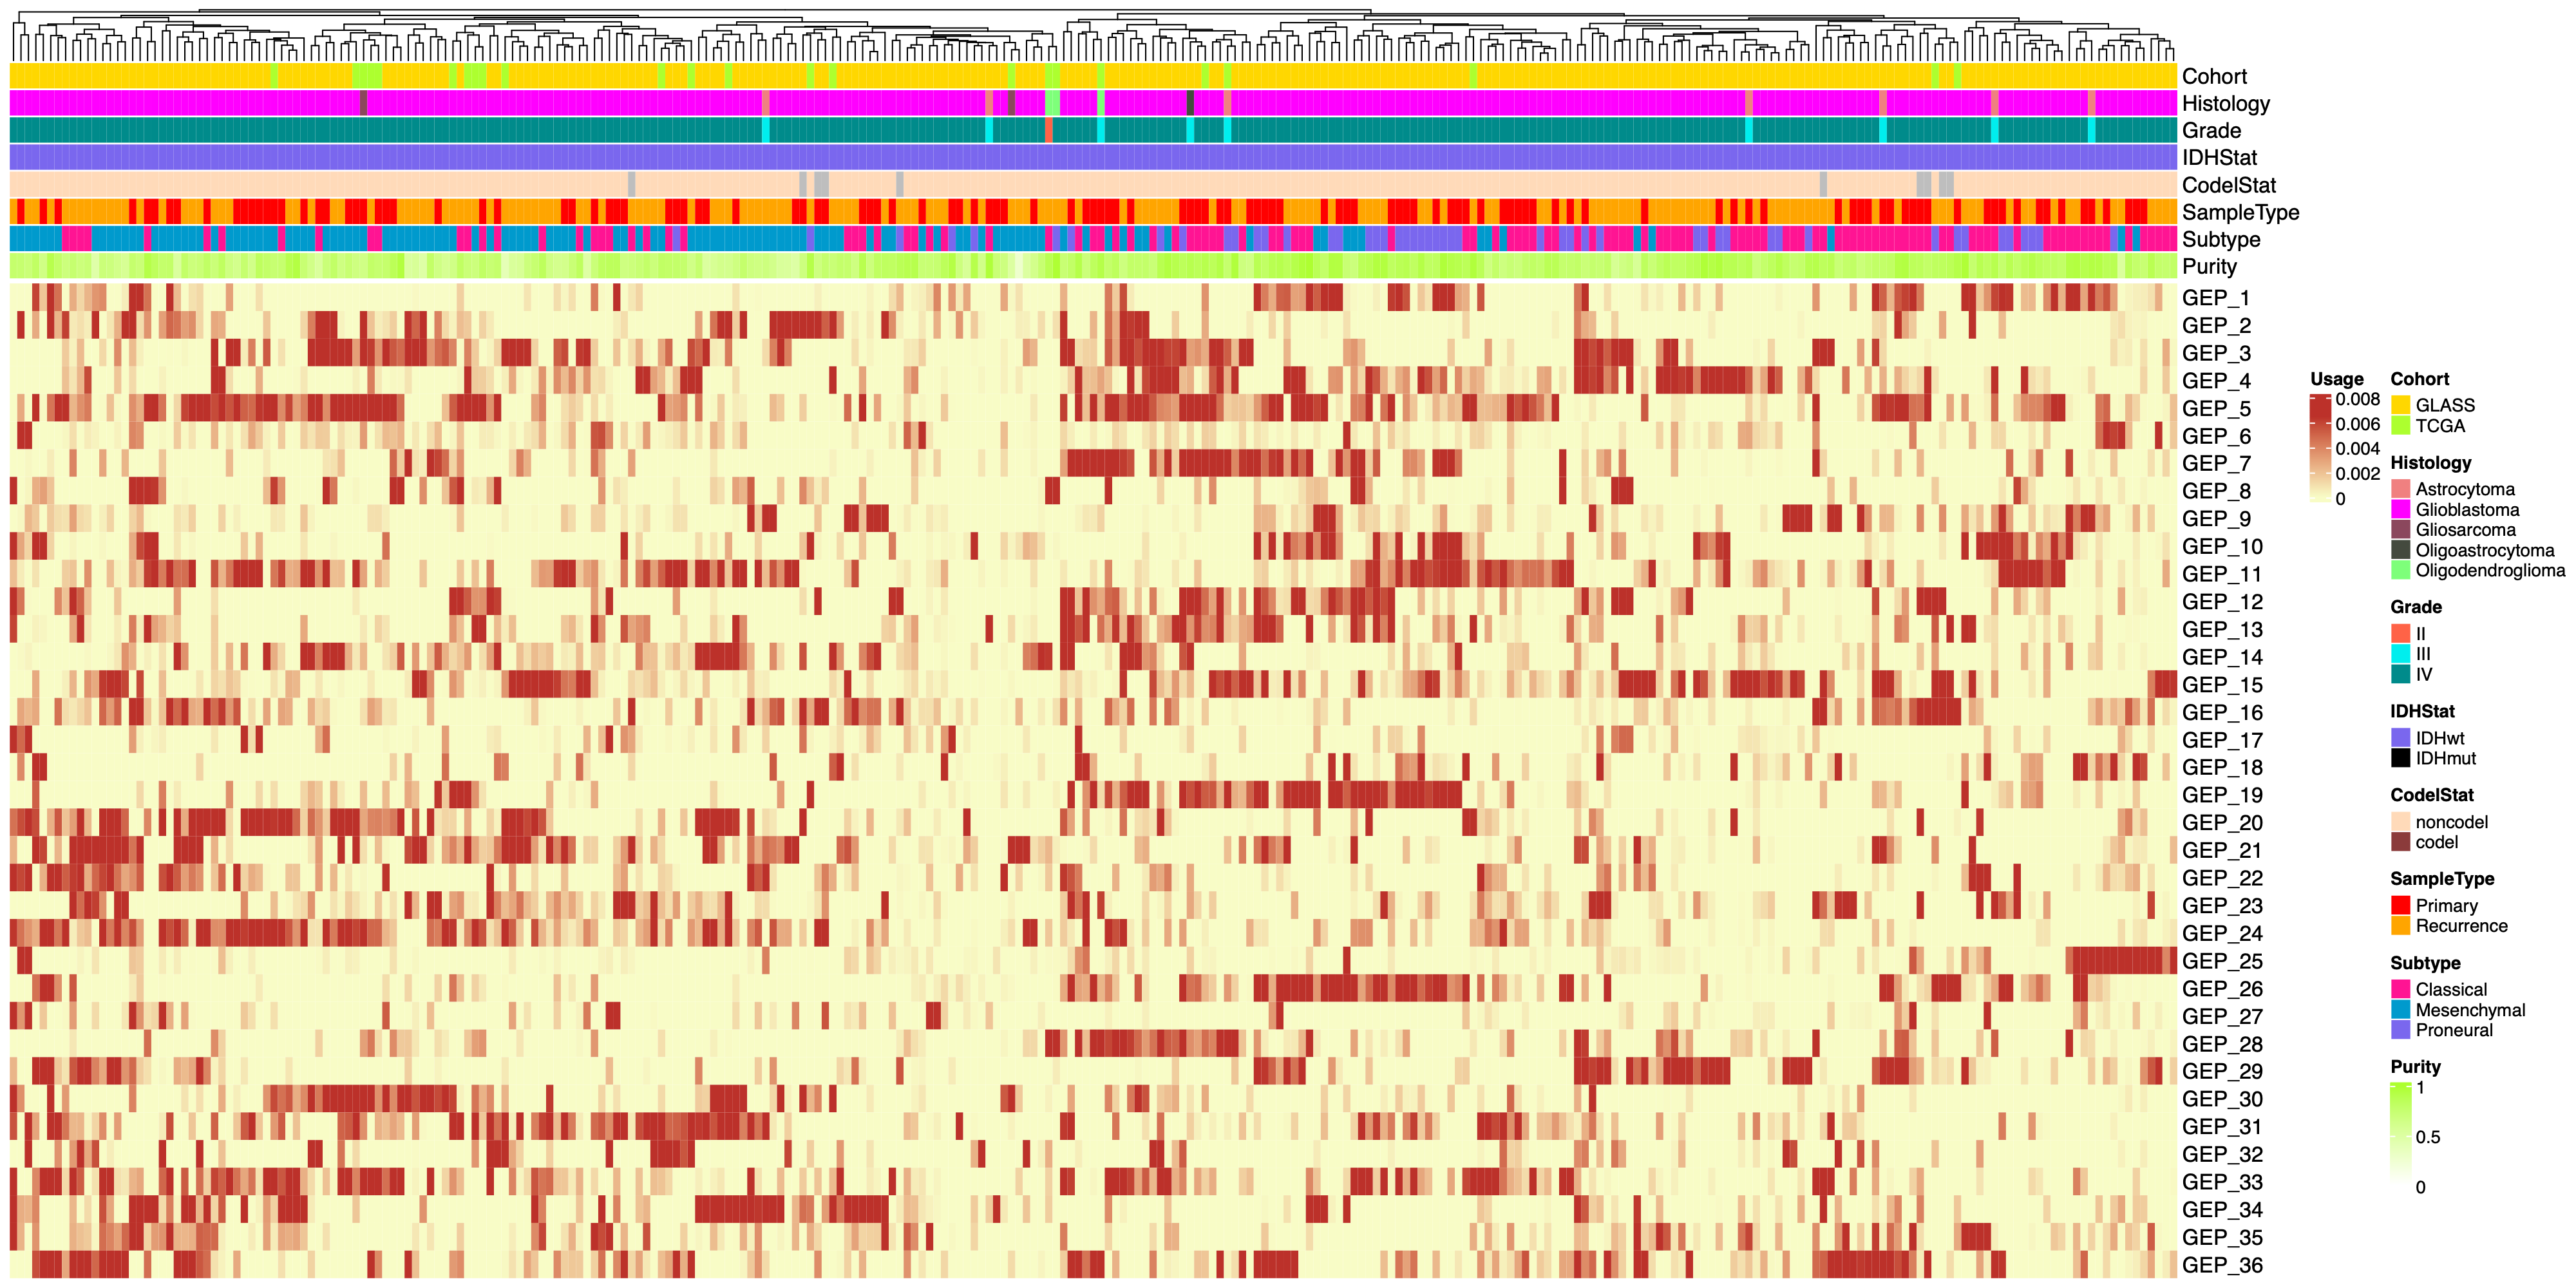 Cohort
Histology
Grade
IDHStat
CodelStat
SampleType
Subtype
Purity
GEP_1
GEP_2
GEP_3
GEP_4
GEP_5
GEP_6
GEP_7
GEP_8
GEP_9
GEP_10
GEP_11
GEP_12
GEP_13
GEP_14
GEP_15
GEP_16
GEP_17
GEP_18
GEP_19
GEP_20
GEP_21
GEP_22
GEP_23
GEP_24
GEP_25
GEP_26
GEP_27
GEP_28
GEP_29
GEP_30
GEP_31
GEP_32
GEP_33
GEP_34
GEP_35
GEP_36
Usage
0.008
0.006
0.004
0.002
0
Cohort
GLASS
TCGA
Histology
Astrocytoma
Glioblastoma
Gliosarcoma
Oligoastrocytoma
Oligodendroglioma
Grade
II
III
IV
IDHStat
IDHwt
IDHmut
CodelStat
noncodel
codel
SampleType
Primary
Recurrence
Subtype
Classical
Mesenchymal
Proneural
Purity
1
0.5
0